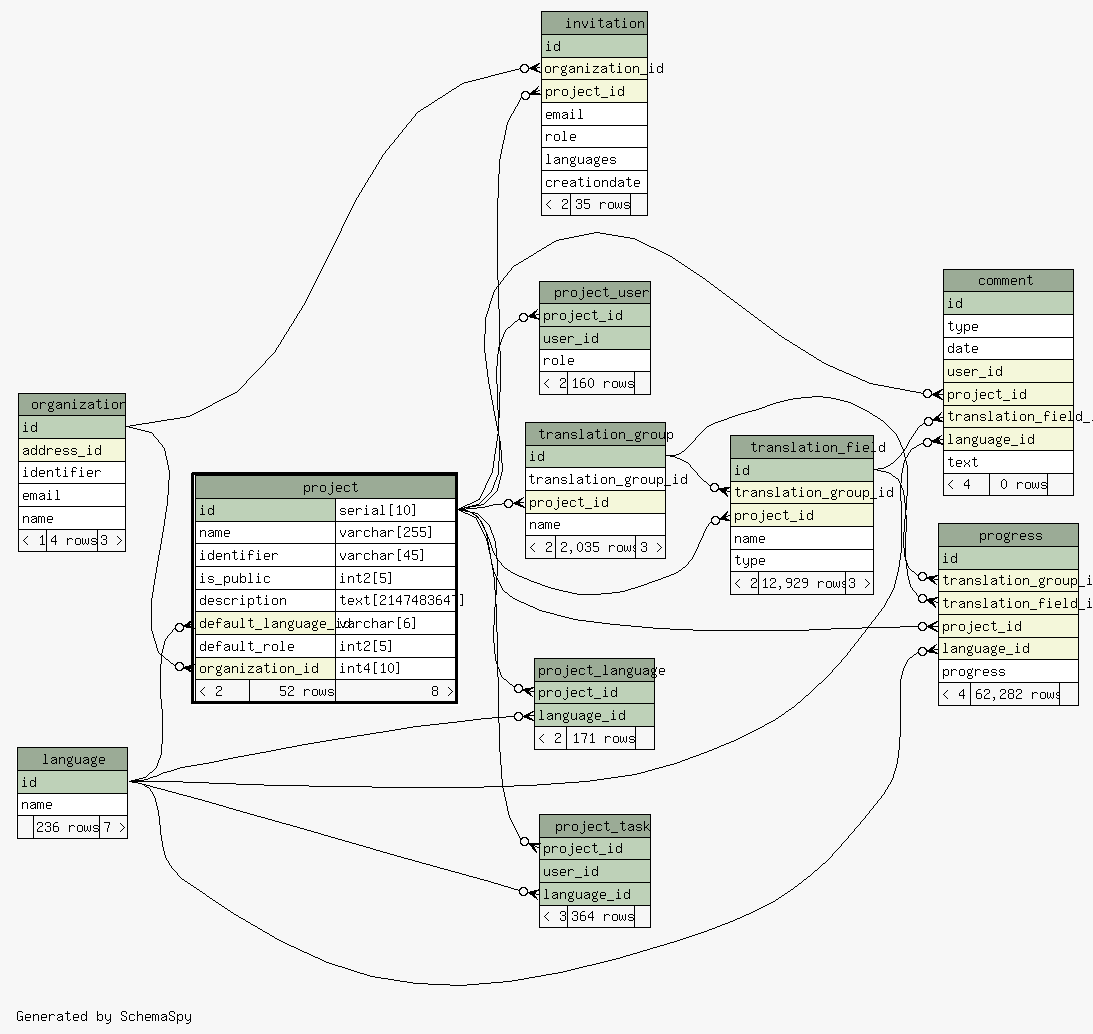 invitation
id
organization_id
project_id
email
role
languages
creationdate
< 2 35 rows
project_user
project_id
user_id
role
< 2 160 rows
comment
id
type
date
user_id
project_id
translation_field_i
language_id
text
< 4 0 rows
organization
id
address_id
identifier
email
name
< 1 4 rows 3 >
translation_group
id
translation_group_id
project_id
name
< 2 2,035 rows 3 >
translation_field
id
translation_group_id
project_id
name
type
< 2 12,929 rows 3 >
project
id serial[10]
name varchar[255]
identifier varchar[45]
is_public int2[5]
description text[2147483647]
default_language_id varchar[6]
default_role int2[5]
organization_id int4[10]
< 2 52 rows 8 >
progress
id
translation_group_i
translation_field_i
project_id
language_id
progress
< 4 62,282 rows
project_language
project_id
language_id
< 2 171 rows
language
id
name
236 rows 7 >
project_task
project_id
user_id
language_id
< 3 364 rows
Generated by SchemaSpy